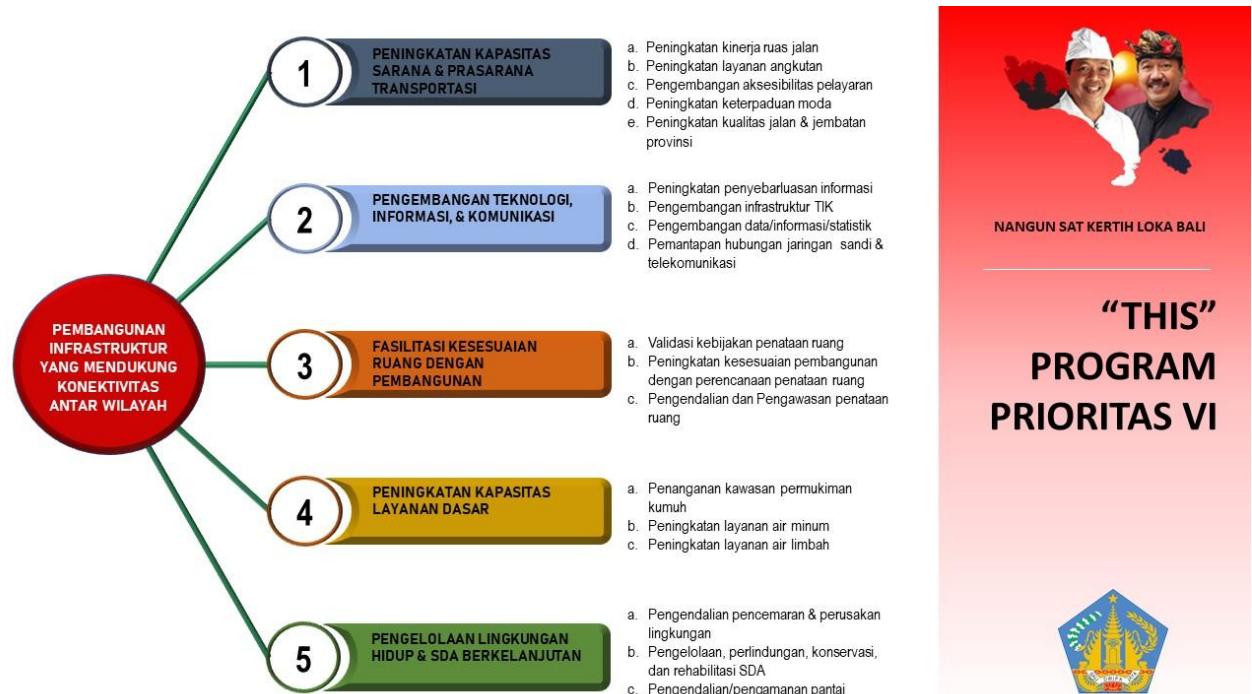 PEMBANGUNAN
INFRASTRUKTUR
YANG MENDUKUNG
KONEKTIVITAS
ANTAR WILAYAH
1
PENINGKATAN KAPASITAS
SARANA & PRASARANA
TRANSPORTASI
a. Peningkatan kinerja ruas jalan
b. Peningkatan layanan angkutan
c. Pengembangan aksesibilitas pelayaran
d. Peningkatan keterpaduan moda
e. Peningkatan kualitas jalan & jembatan
provinsi
2
PENGEMBANGAN TEKNOLOGI,
INFORMASI, & KOMUNIKASI
a. Peningkatan penyebarluasan informasi
b. Pengembangan infrastruktur TIK
c. Pengembangan data/informasi/statistik
d. Pemantapan hubungan jaringan sandi &
telekomunikasi
3
FASILITASI KESESUAIAN
RUANG DENGAN
PEMBANGUNAN
a. Validasi kebijakan penataan ruang
b. Peningkatan kesesuaian pembangunan
dengan perencanaan penataan ruang
c. Pengendalian dan Pengawasan penataan
ruang
4
PENINGKATAN KAPASITAS
LAYANAN DASAR
a. Penanganan kawasan permukiman
kumuh
b. Peningkatan layanan air minum
c. Peningkatan layanan air limbah
5
PENGELOLAAN LINGKUNGAN
HIDUP & SDA BERKELANJUTAN
a. Pengendalian pencemaran & perusakan
lingkungan
b. Pengelolaan, perlindungan, konservasi,
dan rehabilitasi SDA
c. Pengendalian/pengamanan pantai
NANGUN SAT KERTIH LOKA BALI
“THIS”
PROGRAM
PRIORITAS VI